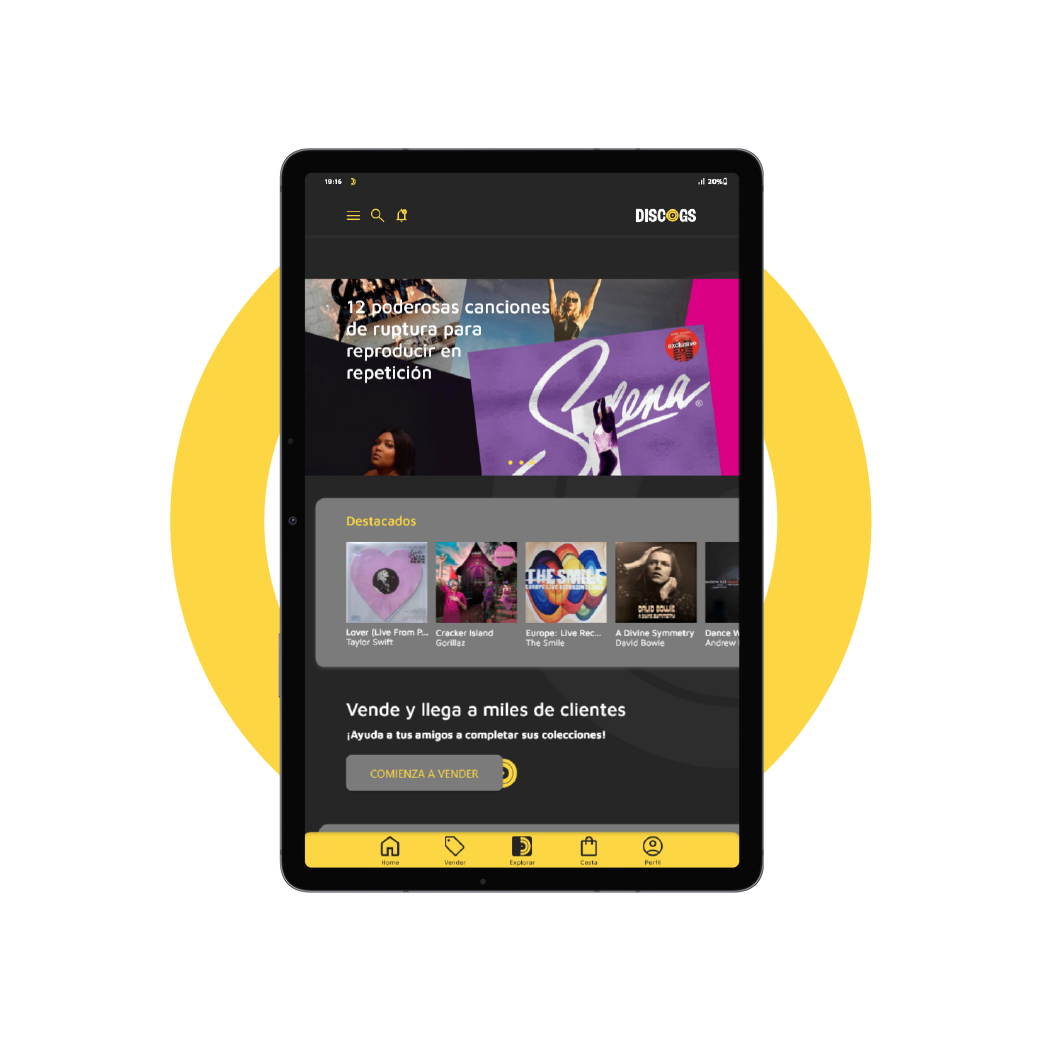 19:16
20%
DISCOGS
12 poderosas canciones
de ruptura para
reproducir en
repetición
exclusive
Selena
®
Destacados
THE SMILE
EUROPE LIVE RECORDINGS
DAVID BOWIE
A DIVINE SYMMETRY
Lover (Live From P...
Taylor Swift
Cracker Island
Gorillaz
Europe: Live Rec...
The Smile
A Divine Symmetry
David Bowie
Dance W
Andrew
Vende y llega a miles de clientes
¡Ayuda a tus amigos a completar sus colecciones!
COMIENZA A VENDER
Home
Vender
Explorar
Cesta
Perfil